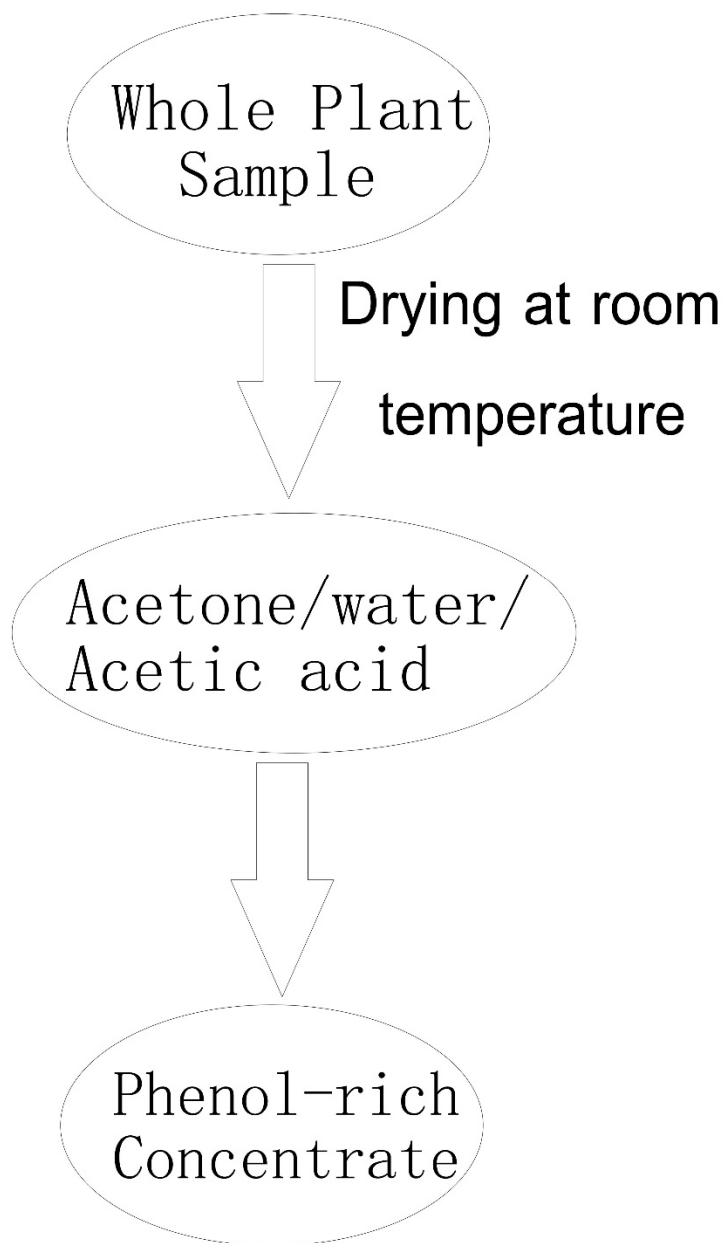 Whole Plant
Sample
Drying at room
temperature
Acetone/water/
Acetic acid
Phenol-rich
Concentrate